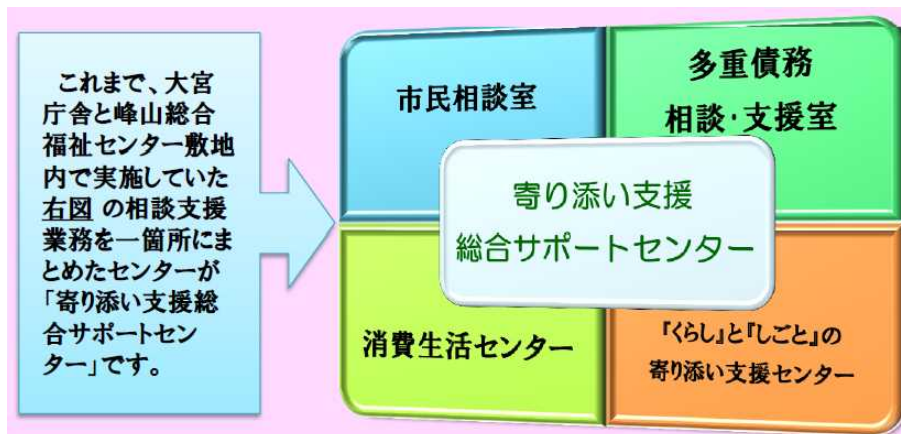 これまで、大宮
庁舎と峰山総合
福祉センター敷地
内で実施していた
右図 の相談支援
業務を一箇所にま
とめたセンターが
「寄り添い支援総
合サポートセン
ター」です。
市民相談室
多重債務
相談・支援室
寄り添い支援
総合サポートセンター
消費生活センター
『くらし』と『しごと』の
寄り添い支援センター